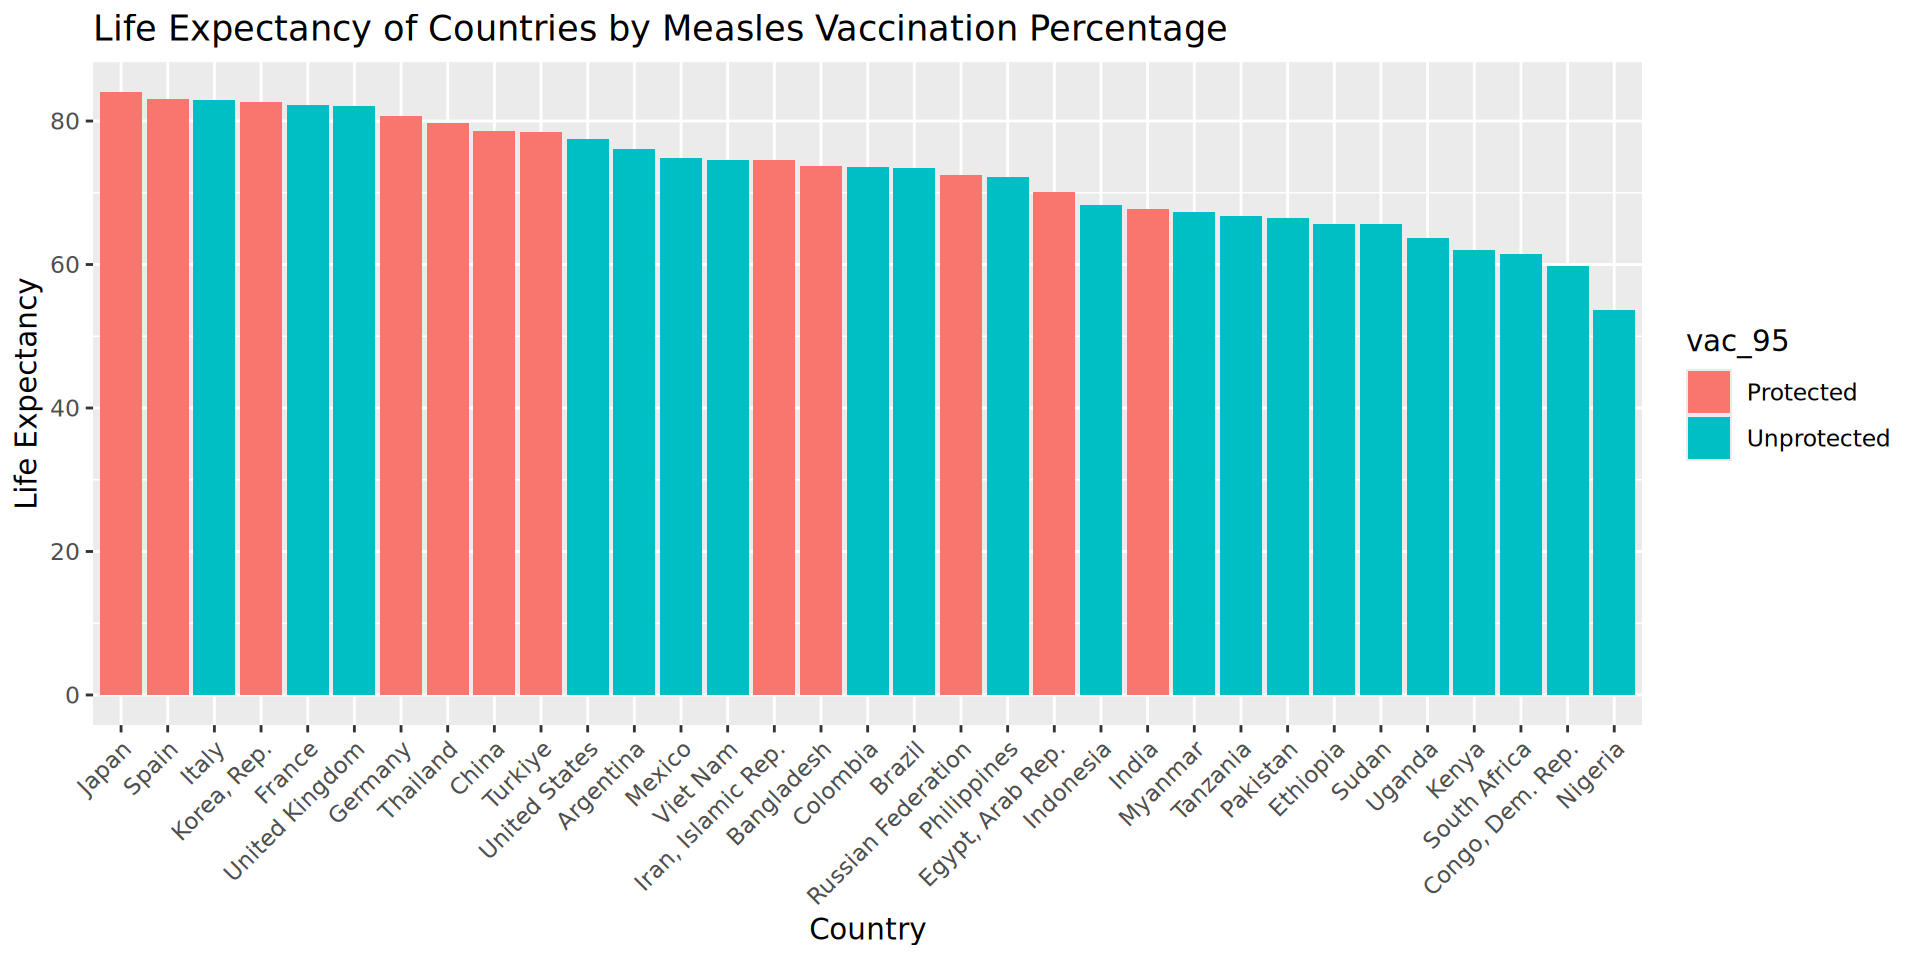 Life Expectancy of Countries by Measles Vaccination Percentage
Life Expectancy
80
60
40
20
0
Japan
Spain
Italy
Korea, Rep.
France
United Kingdom
Germany
Thailand
China
Turkiye
United States
Argentina
Mexico
Viet Nam
Iran, Islamic Rep.
Bangladesh
Colombia
Brazil
Russian Federation
Philippines
Egypt, Arab Rep.
Indonesia
India
Myanmar
Tanzania
Pakistan
Ethiopia
Sudan
Uganda
Kenya
South Africa
Congo, Dem. Rep.
Nigeria
Country
vac_95
Protected
Unprotected